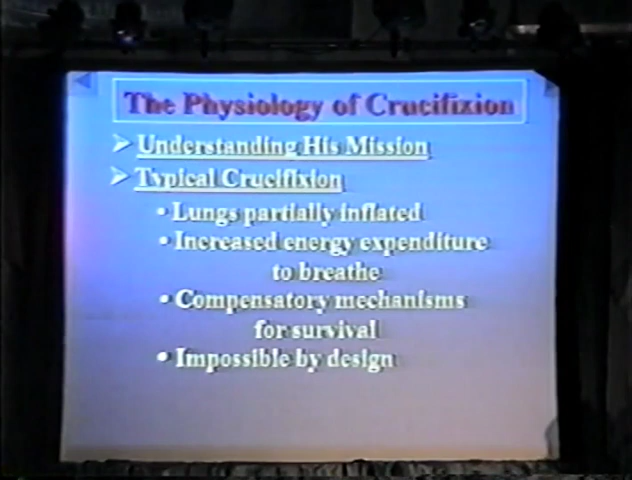 The Physiology of Crucifixion
➢ Understanding His Mission
➢ Typical Crucifixion
• Lungs partially inflated
• Increased energy expenditure
to breathe
• Compensatory mechanisms
for survival
• Impossible by design